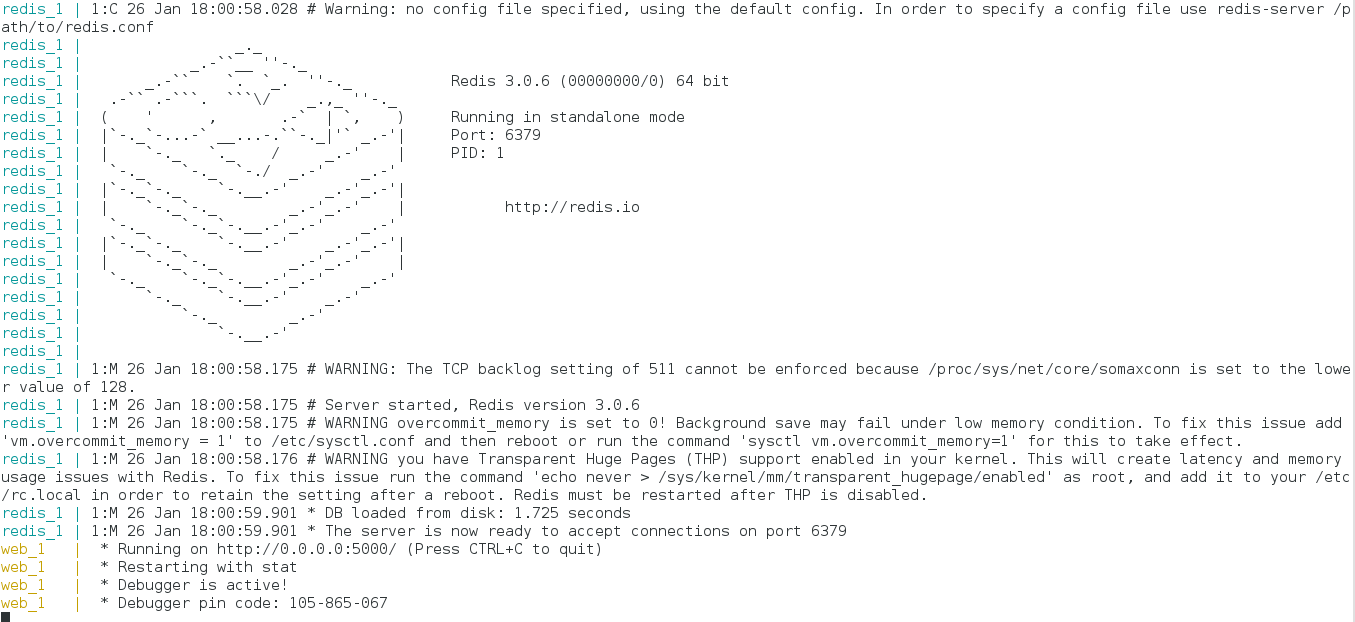 redis_1 | 1:C 26 Jan 18:00:58.028 # Warning: no config file specified, using the default config. In order to specify a config file use redis-server /p
ath/to/redis.conf
redis_1 |                 _._
redis_1 |            _.-``__ ''-._
redis_1 |       _.-``    `.  `_.  ''-._           Redis 3.0.6 (00000000/0) 64 bit
redis_1 |   .-`` .-```.  ```\/    _.,_ ''-._
redis_1 |  (    '      ,       .-`  | `,    )     Running in standalone mode
redis_1 |  |`-._`-...-` __...-.``-._|'` _.-'|     Port: 6379
redis_1 |  |    `-._   `._    /     _.-'    |     PID: 1
redis_1 |   `-._    `-._  `-./  _.-'    _.-'
redis_1 |  |`-._`-._    `-.__.-'    _.-'_.-'|
redis_1 |  |    `-._`-._        _.-'_.-'    |           http://redis.io
redis_1 |   `-._    `-._`-.__.-'_.-'    _.-'
redis_1 |  |`-._`-._    `-.__.-'    _.-'_.-'|
redis_1 |  |    `-._`-._        _.-'_.-'    |
redis_1 |   `-._    `-._`-.__.-'_.-'    _.-'
redis_1 |       `-._    `-.__.-'    _.-'
redis_1 |           `-._        _.-'
redis_1 |               `-.__.-'
redis_1 |
redis_1 | 1:M 26 Jan 18:00:58.175 # WARNING: The TCP backlog setting of 511 cannot be enforced because /proc/sys/net/core/somaxconn is set to the lowe
r value of 128.
redis_1 | 1:M 26 Jan 18:00:58.175 # Server started, Redis version 3.0.6
redis_1 | 1:M 26 Jan 18:00:58.175 # WARNING overcommit_memory is set to 0! Background save may fail under low memory condition. To fix this issue add
'vm.overcommit_memory = 1' to /etc/sysctl.conf and then reboot or run the command 'sysctl vm.overcommit_memory=1' for this to take effect.
redis_1 | 1:M 26 Jan 18:00:58.176 # WARNING you have Transparent Huge Pages (THP) support enabled in your kernel. This will create latency and memory
usage issues with Redis. To fix this issue run the command 'echo never > /sys/kernel/mm/transparent_hugepage/enabled' as root, and add it to your /etc
/rc.local in order to retain the setting after a reboot. Redis must be restarted after THP is disabled.
redis_1 | 1:M 26 Jan 18:00:59.901 * DB loaded from disk: 1.725 seconds
redis_1 | 1:M 26 Jan 18:00:59.901 * The server is now ready to accept connections on port 6379
web_1   |  * Running on http://0.0.0.0:5000/ (Press CTRL+C to quit)
web_1   |  * Restarting with stat
web_1   |  * Debugger is active!
web_1   |  * Debugger pin code: 105-865-067